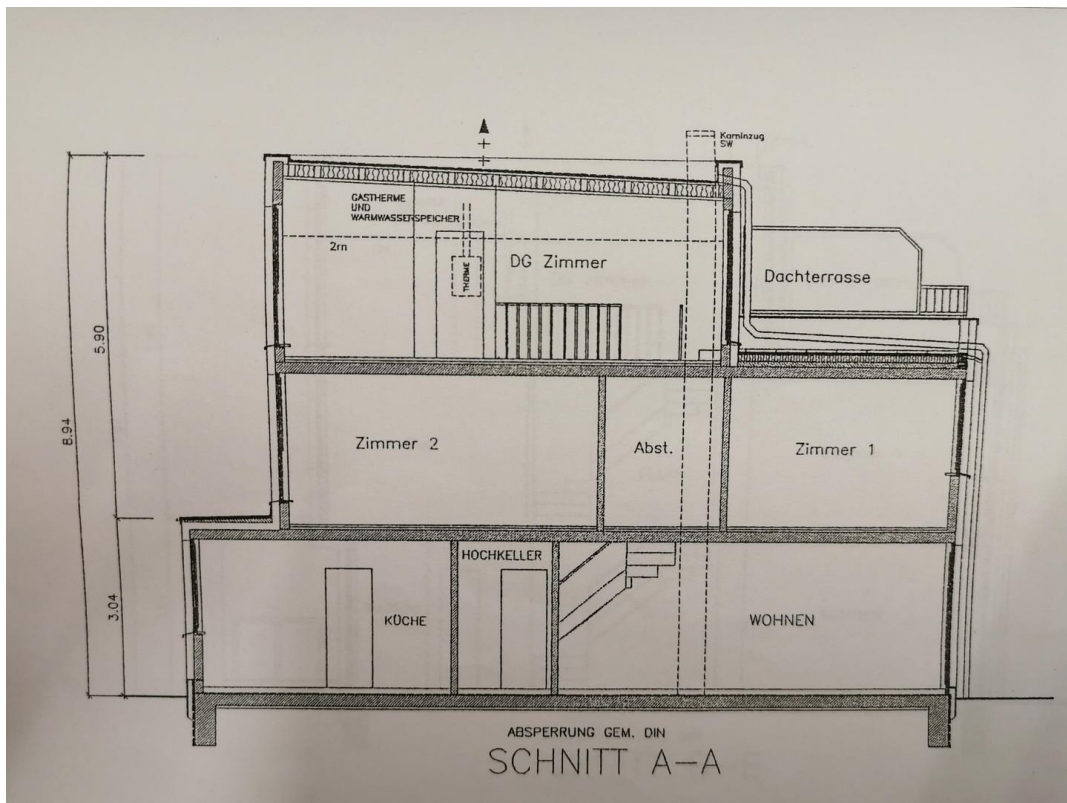 Kaminzug
SW
GASTHERME
UND
WARMWASSERSPEICHER
2rn
THERME
DG Zimmer
Dachterrasse
5.90
8.94
Zimmer 2
Abst.
Zimmer 1
HOCHKELLER
3.04
KÜCHE
WOHNEN
ABSPERRUNG GEM. DIN
SCHNITT A-A